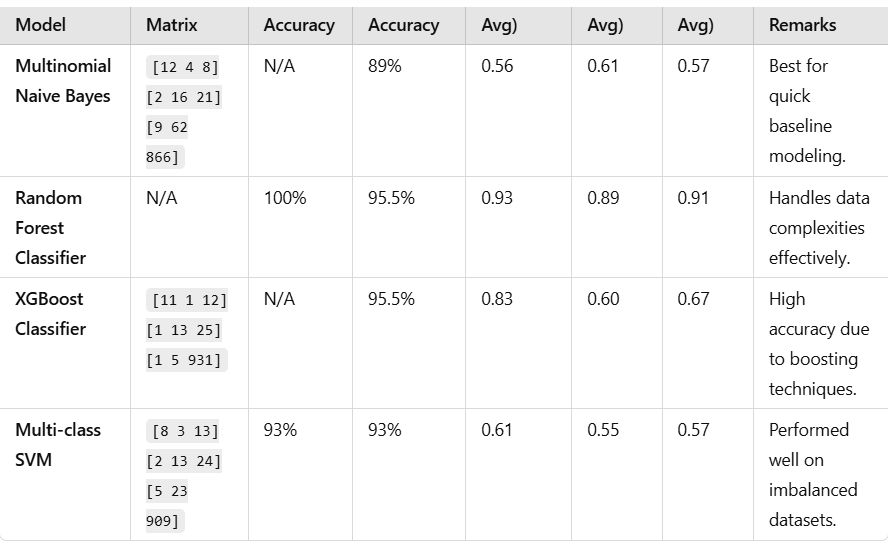 Model Matrix Accuracy Accuracy Avg) Avg) Avg) Remarks
Multinomial [12 4 8] N/A 89% 0.56 0.61 0.57 Best for
Naive Bayes [2 16 21] quick
[9 62 baseline
866] modeling.
Random N/A 100% 95.5% 0.93 0.89 0.91 Handles data
Forest complexities
Classifier effectively.
XGBoost [11 1 12] N/A 95.5% 0.83 0.60 0.67 High
Classifier [1 13 25] accuracy due
[1 5 931] to boosting
techniques.
Multi-class [8 3 13] 93% 93% 0.61 0.55 0.57 Performed
SVM [2 13 24] well on
[5 23 imbalanced
909] datasets.